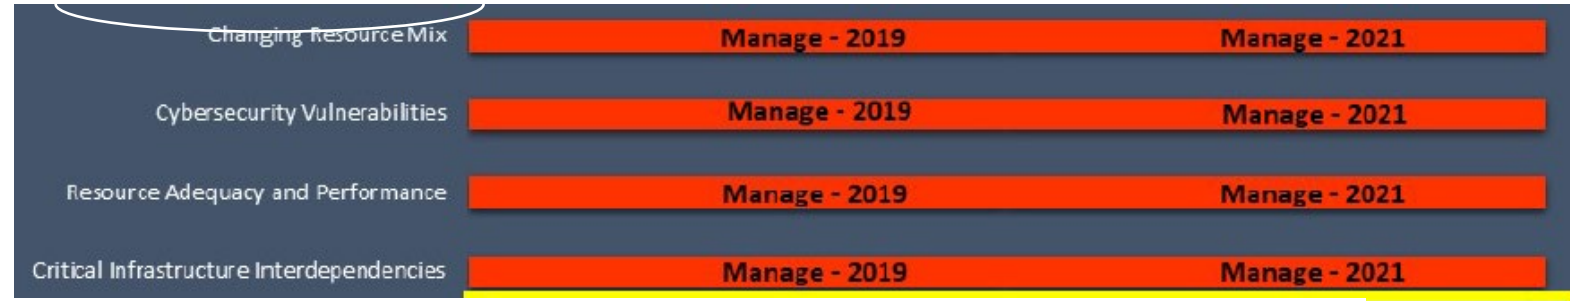 Changing Resource Mix Manage - 2019 Manage - 2021
Cybersecurity Vulnerabilities Manage - 2019 Manage - 2021
Resource Adequacy and Performance Manage - 2019 Manage - 2021
Critical Infrastructure Interdependencies Manage - 2019 Manage - 2021